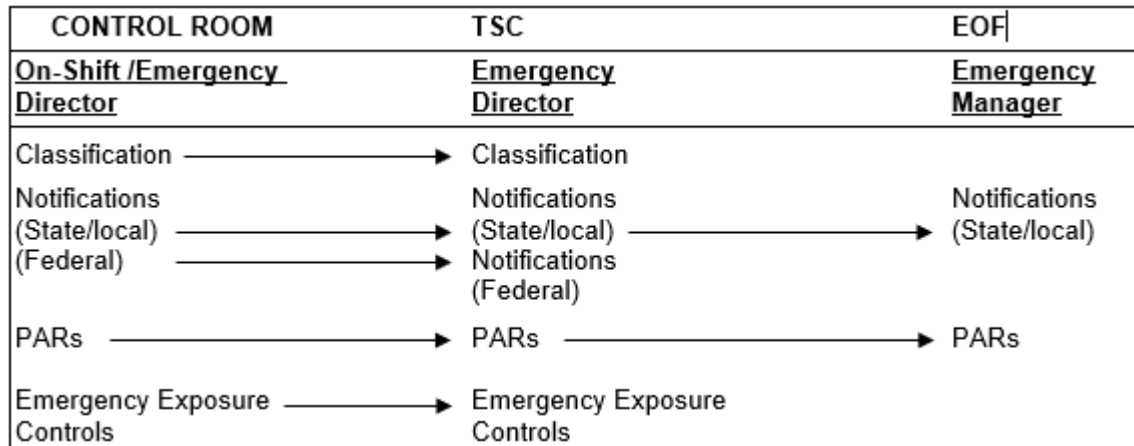 CONTROL ROOM TSC EOF
On-Shift /Emergency Emergency Emergency
Director Director Manager
Classification Classification
Notifications Notifications Notifications
(State/local) (State/local) (State/local)
(Federal) Notifications
(Federal)
PARs PARs PARs
Emergency Exposure Emergency Exposure
Controls Controls